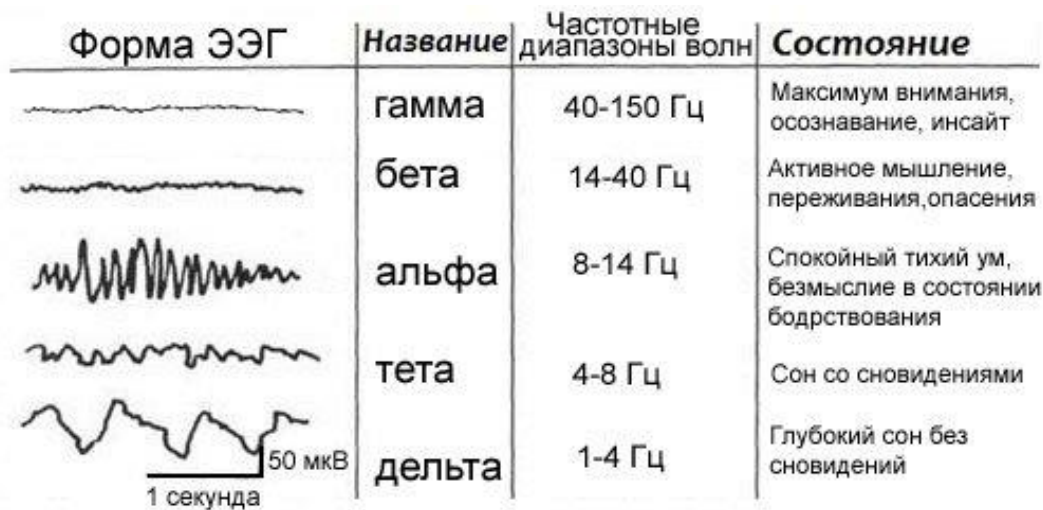 Форма ЭЭГ
Название
Частотные
диапазоны волн
Состояние
гамма
40-150 Гц
Максимум внимания,
осознавание, инсайт
бета
14-40 Гц
Активное мышление,
переживания,опасения
альфа
8-14 Гц
Спокойный тихий ум,
безмыслие в состоянии
бодрствования
тета
4-8 Гц
Сон со сновидениями
дельта
1-4 Гц
Глубокий сон без
сновидений
50 мкВ
1 секунда